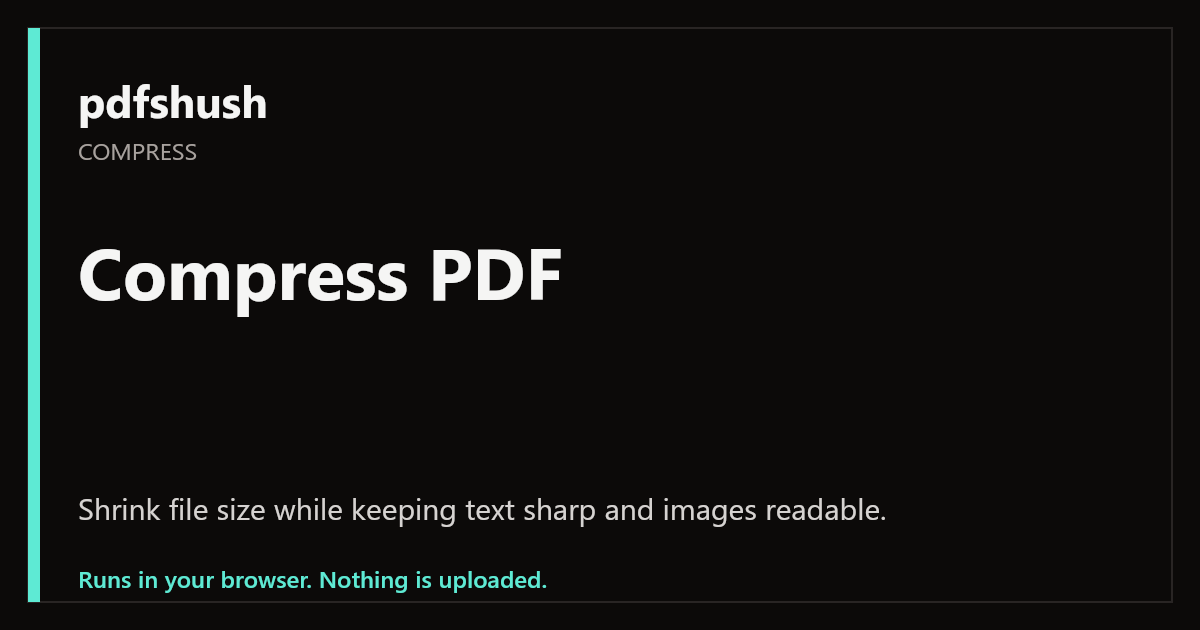 pdfshush
COMPRESS
Compress PDF
Shrink file size while keeping text sharp and images readable.
Runs in your browser. Nothing is uploaded.